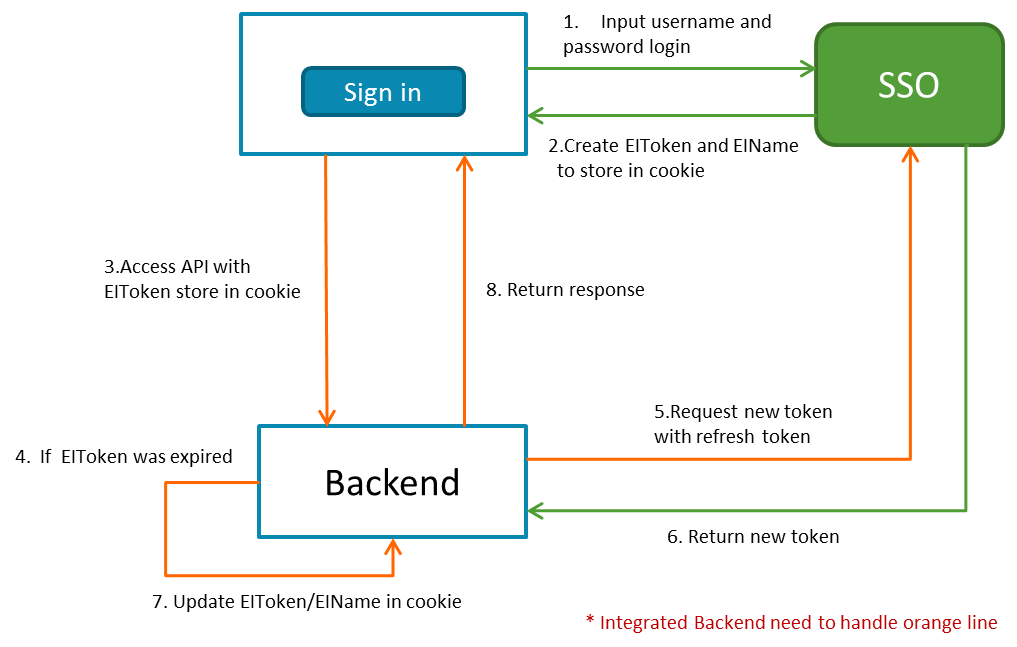 1. Input username and
password login
Sign in
SSO
2.Create EIToken and EIName
to store in cookie
3.Access API with
EIToken store in cookie
8. Return response
5.Request new token
with refresh token
4. If EIToken was expired
Backend
6. Return new token
7. Update EIToken/EIName in cookie
* Integrated Backend need to handle orange line